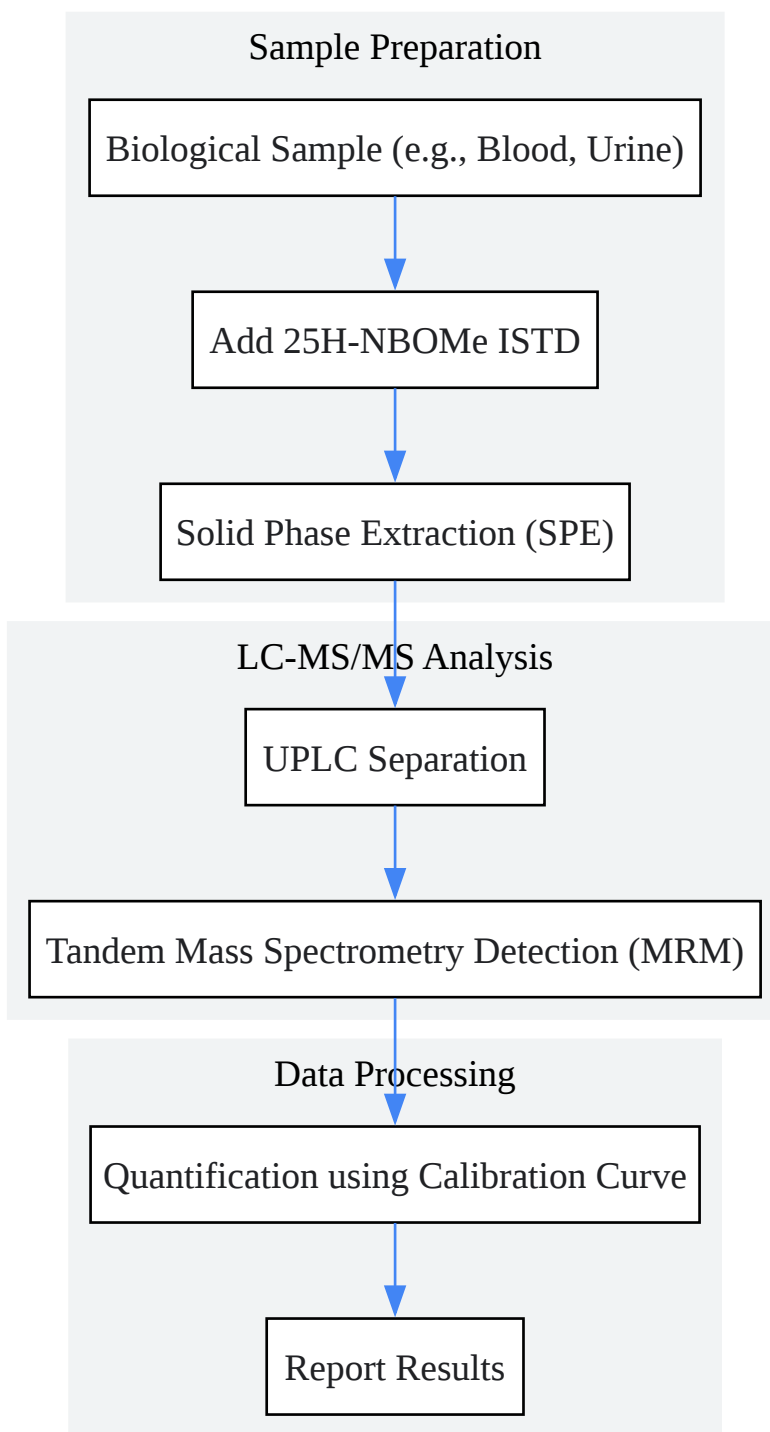 Sample Preparation
Biological Sample (e.g., Blood, Urine)
Add 25H-NBOMe ISTD
Solid Phase Extraction (SPE)
LC-MS/MS Analysis
UPLC Separation
Tandem Mass Spectrometry Detection (MRM)
Data Processing
Quantification using Calibration Curve
Report Results